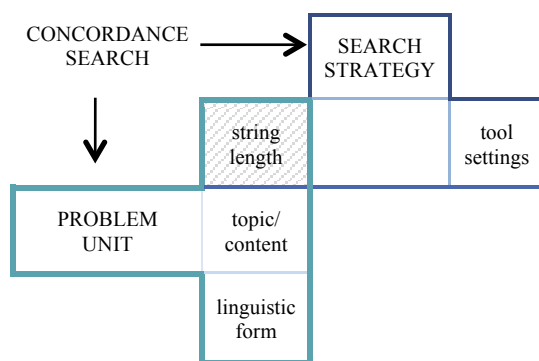 CONCORDANCE
SEARCH
SEARCH
STRATEGY
string
length
tool
settings
PROBLEM
UNIT
topic/
content
linguistic
form